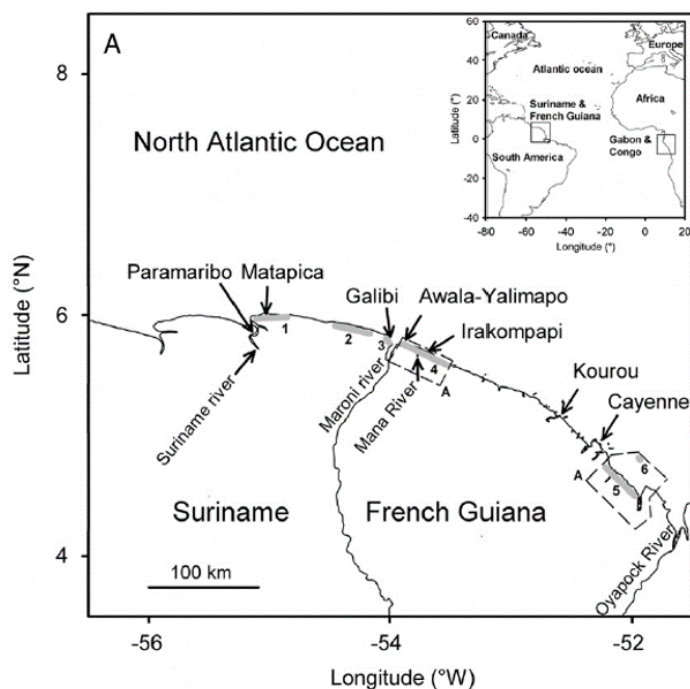 A
8
6
4
Latitude (°N)
North Atlantic Ocean
60
40
20
0
-20
-40
Latitude (°)
Canada
Europe
Atlantic ocean
Africa
Suriname &
French Guiana
Gabon &
Congo
South America
-80
-60
-40
-20
0
20
Longitude (°)
Paramaribo
Matapica
Galibi
Awala-Yalimapo
Irakompapi
Kourou
Cayenne
1
2
3
4
A
A
5
6
Suriname river
Maroni river
Mana River
Oyapock River
Suriname
French Guiana
100 km
-56
-54
-52
Longitude (°W)